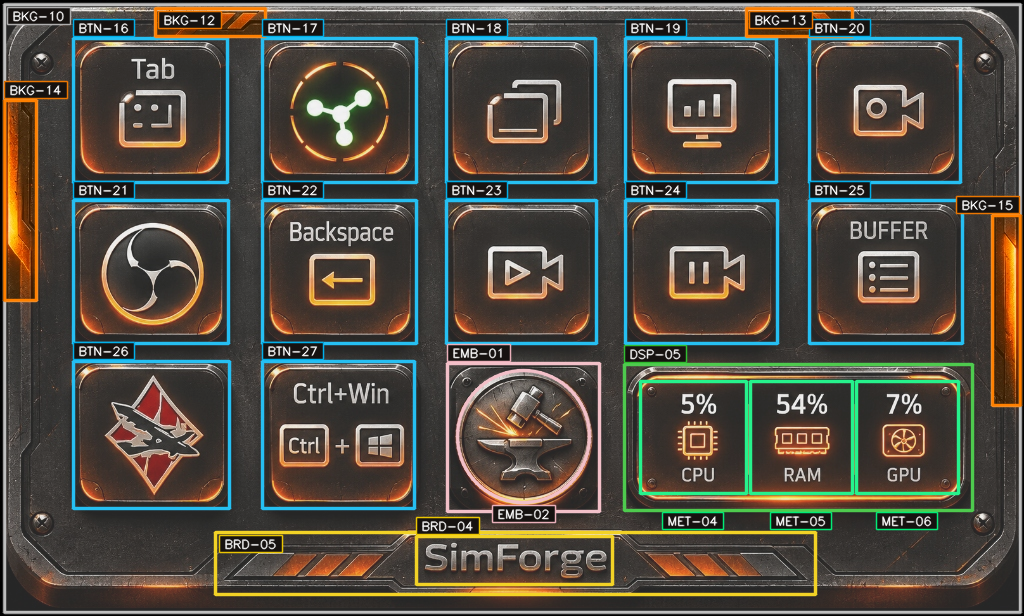 BKG-10
BKG-12
BKG-13
BTN-16
BTN-17
BTN-18
BTN-19
BTN-20
BKG-14
Tab
BTN-21
BTN-22
BTN-23
BTN-24
BTN-25
BKG-15
Backspace
BUFFER
BTN-26
BTN-27
EMB-01
DSP-05
Ctrl+Win
Ctrl +
5%
54%
7%
CPU
RAM
GPU
EMB-02
MET-04
MET-05
MET-06
BRD-04
BRD-05
SimForge